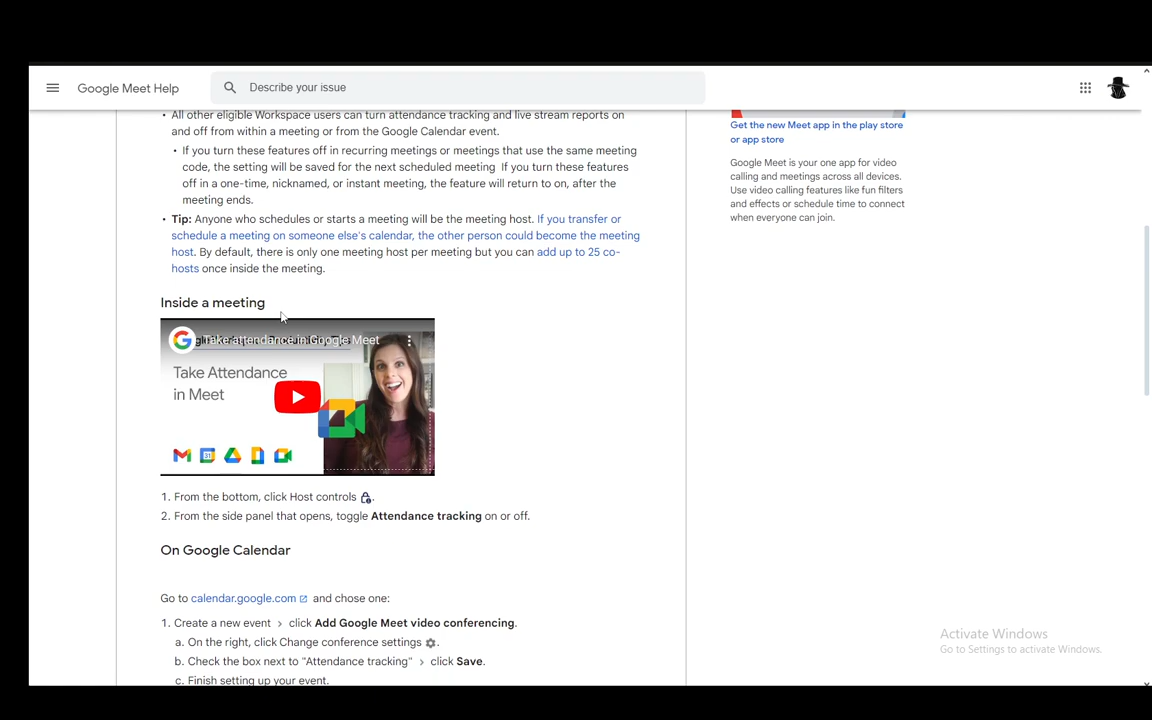 Google Meet Help
Describe your issue
• All other eligible Workspace users can turn attendance tracking and live stream reports on
and off from within a meeting or from the Google Calendar event.
• If you turn these features off in recurring meetings or meetings that use the same meeting
code, the setting will be saved for the next scheduled meeting If you turn these features
off in a one-time, nicknamed, or instant meeting, the feature will return to on, after the
meeting ends.
• Tip: Anyone who schedules or starts a meeting will be the meeting host. If you transfer or
schedule a meeting on someone else's calendar, the other person could become the meeting
host. By default, there is only one meeting host per meeting but you can add up to 25 co-
hosts once inside the meeting.
Inside a meeting
Take attendance in Google Meet
Take Attendance
in Meet
31
1. From the bottom, click Host controls.
2. From the side panel that opens, toggle Attendance tracking on or off.
On Google Calendar
Go to calendar.google.com and chose one:
1. Create a new event > click Add Google Meet video conferencing.
a. On the right, click Change conference settings.
b. Check the box next to "Attendance tracking" > click Save.
c. Finish setting up your event.
Get the new Meet app in the play store
or app store
Google Meet is your one app for video
calling and meetings across all devices.
Use video calling features like fun filters
and effects or schedule time to connect
when everyone can join.
Activate Windows
Go to Settings to activate Windows.